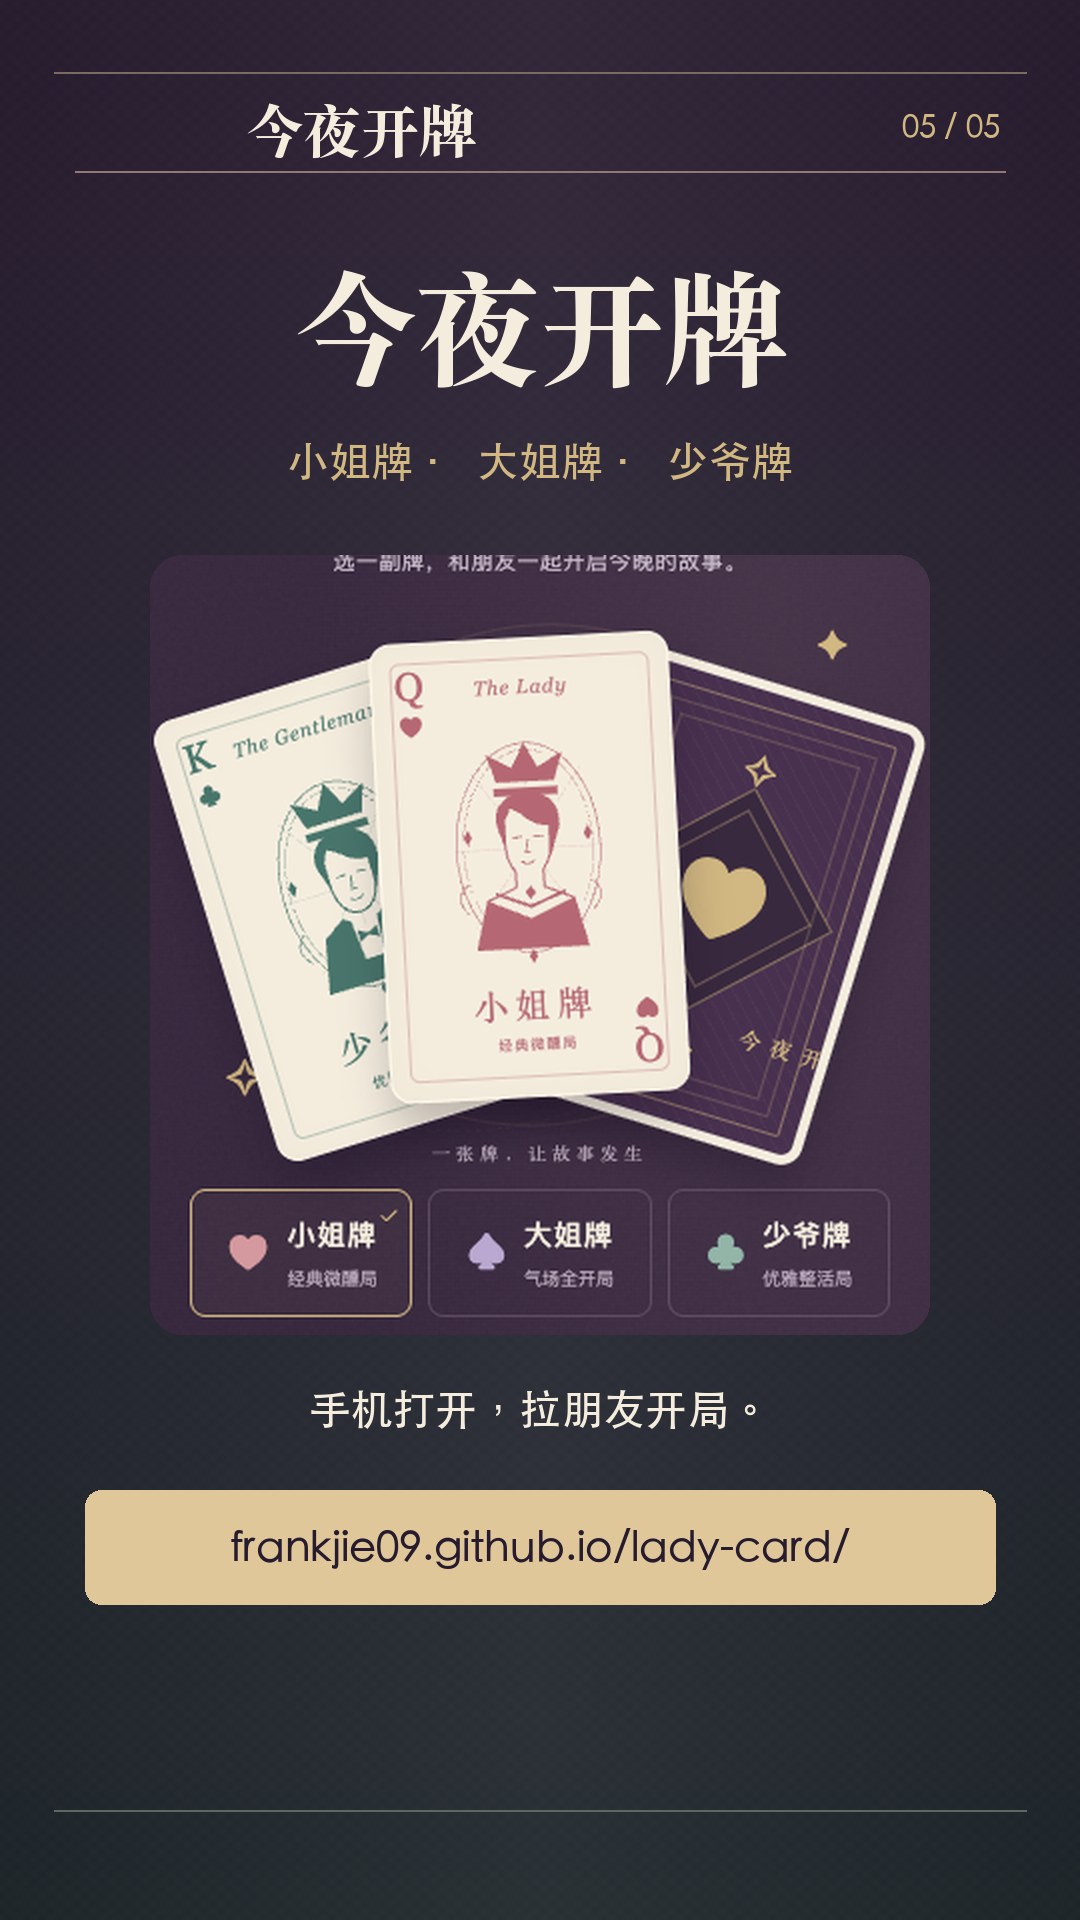 今夜开牌
05 / 05
今夜开牌
小姐牌 · 大姐牌 · 少爷牌
选一副牌，和朋友一起开启今晚的故事。
K
The Gentleman
少
优
Q
The Lady
小姐牌
经典微醺局
Q
今夜开
一张牌，让故事发生
小姐牌
经典微醺局
大姐牌
气场全开局
少爷牌
优雅整活局
手机打开，拉朋友开局。
frankjie09.github.io/lady-card/